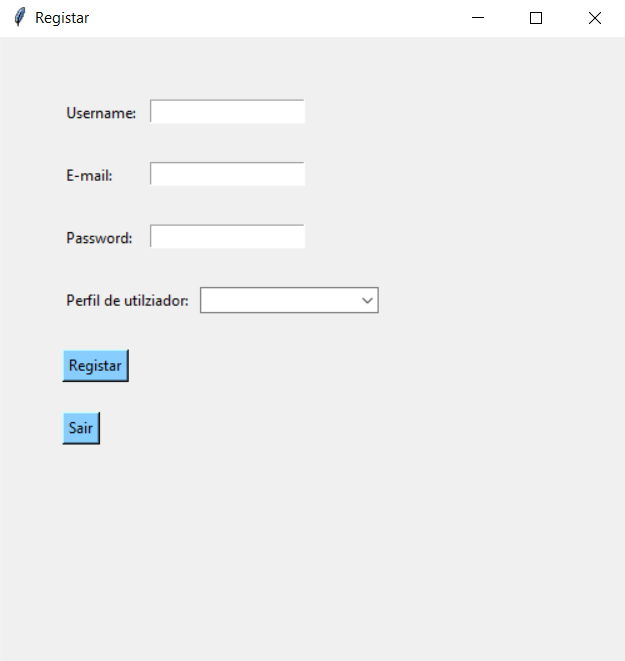 Registar
Username:
E-mail:
Password:
Perfil de utilziador:
Registar
Sair